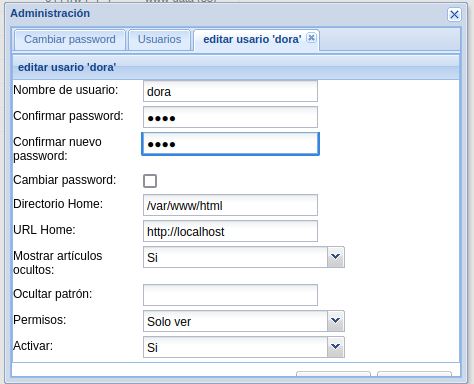 Administración
Cambiar password
Usuarios
editar usario 'dora'
editar usario 'dora'
Nombre de usuario: dora
Confirmar password: ●●●●
Confirmar nuevo password: ●●●●
Cambiar password:
Directorio Home: /var/www/html
URL Home: http://localhost
Mostrar artículos ocultos: Si
Ocultar patrón:
Permisos: Solo ver
Activar: Si